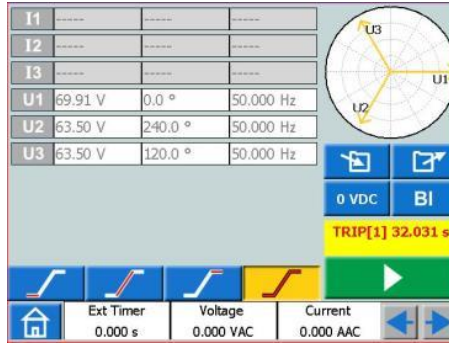 I1 ----- ----- -----
I2 ----- ----- -----
I3 ----- ----- -----
U1 69.91 V 0.0 ° 50.000 Hz
U2 63.50 V 240.0 ° 50.000 Hz
U3 63.50 V 120.0 ° 50.000 Hz
U3
U1
U2
0 VDC BI
TRIP[1] 32.031 s
Ext Timer Voltage Current
0.000 s 0.000 VAC 0.000 AAC